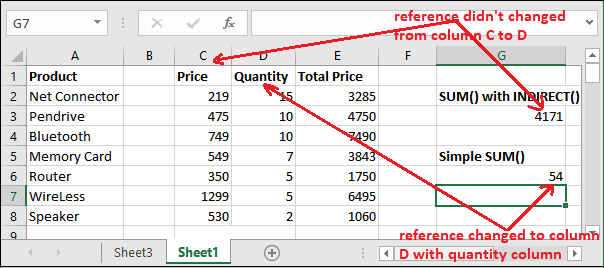 reference didn't changed
from column C to D
G7
A B C D E F G
1 Product Price Quantity Total Price
2 Net Connector 219 15 3285 SUM() with INDIRECT()
3 Pendrive 475 10 4750 4171
4 Bluetooth 749 10 7490
5 Memory Card 549 7 3843 Simple SUM()
6 Router 350 5 1750 54
7 WireLess 1299 5 6495
8 Speaker 530 2 1060
9
reference changed to column
D with quantity column
Sheet3 Sheet1